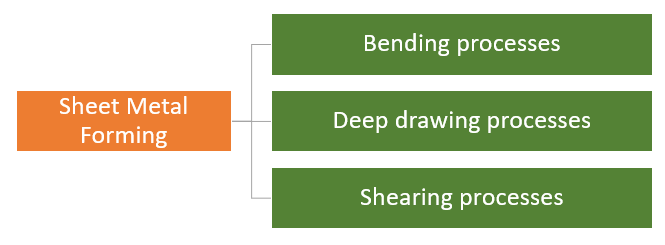 Bending processes
Sheet Metal
Forming
Deep drawing processes
Shearing processes